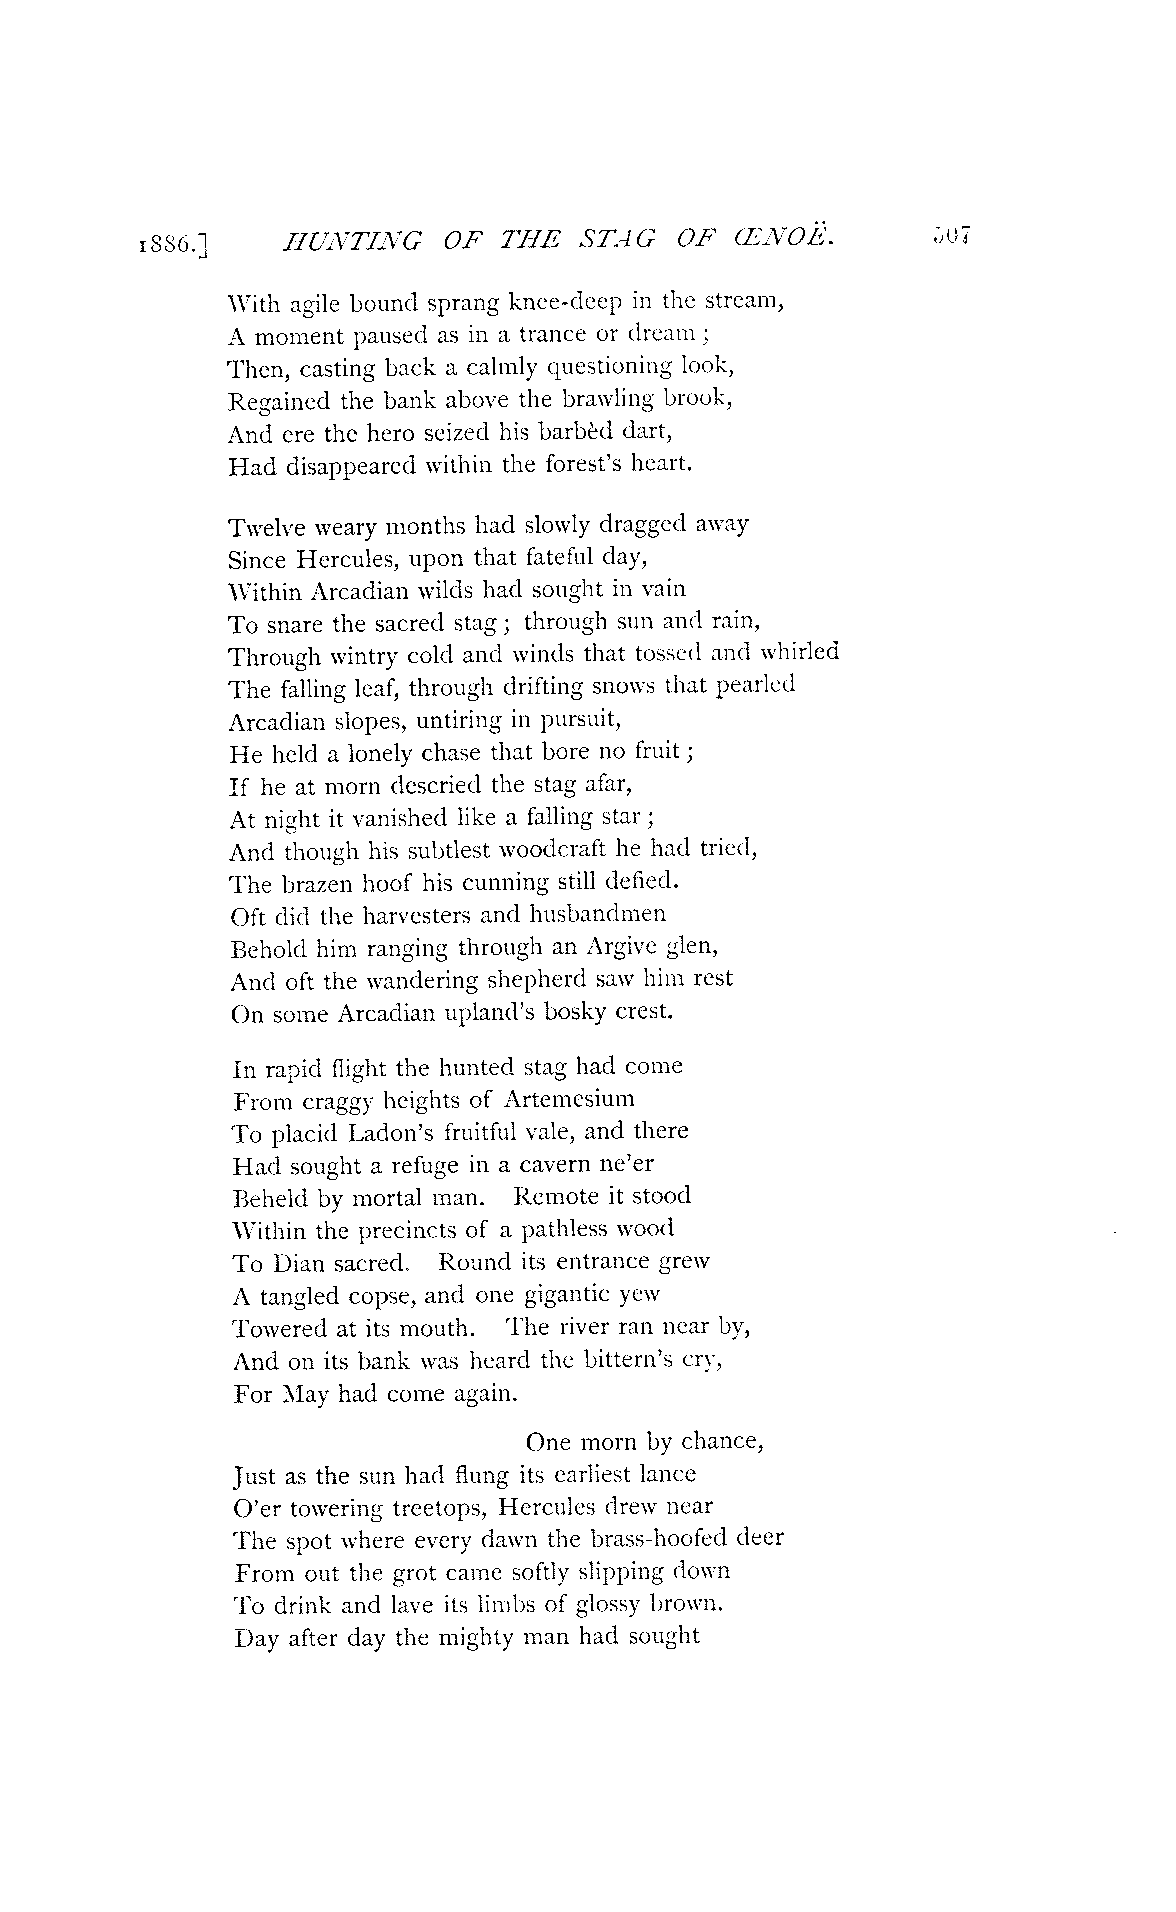 1886.] HUNTING OF THE STAG OF ŒNOË. 507
With agile bound sprang knee-deep in the stream,
A moment paused as in a trance or dream;
Then, casting back a calmly questioning look,
Regained the bank above the brawling brook,
And ere the hero seized his barbèd dart,
Had disappeared within the forest's heart.
Twelve weary months had slowly dragged away
Since Hercules, upon that fateful day,
Within Arcadian wilds had sought in vain
To snare the sacred stag; through sun and rain,
Through wintry cold and winds that tossed and whirled
The falling leaf, through drifting snows that pearled
Arcadian slopes, untiring in pursuit,
He held a lonely chase that bore no fruit;
If he at morn descried the stag afar,
At night it vanished like a falling star;
And though his subtlest woodcraft he had tried,
The brazen hoof his cunning still defied.
Oft did the harvesters and husbandmen
Behold him ranging through an Argive glen,
And oft the wandering shepherd saw him rest
On some Arcadian upland's bosky crest.
In rapid flight the hunted stag had come
From craggy heights of Artemesium
To placid Ladon's fruitful vale, and there
Had sought a refuge in a cavern ne'er
Beheld by mortal man. Remote it stood
Within the precincts of a pathless wood
To Dian sacred. Round its entrance grew
A tangled copse, and one gigantic yew
Towered at its mouth. The river ran near by,
And on its bank was heard the bittern's cry,
For May had come again.
One morn by chance,
Just as the sun had flung its earliest lance
O'er towering treetops, Hercules drew near
The spot where every dawn the brass-hoofed deer
From out the grot came softly slipping down
To drink and lave its limbs of glossy brown.
Day after day the mighty man had sought